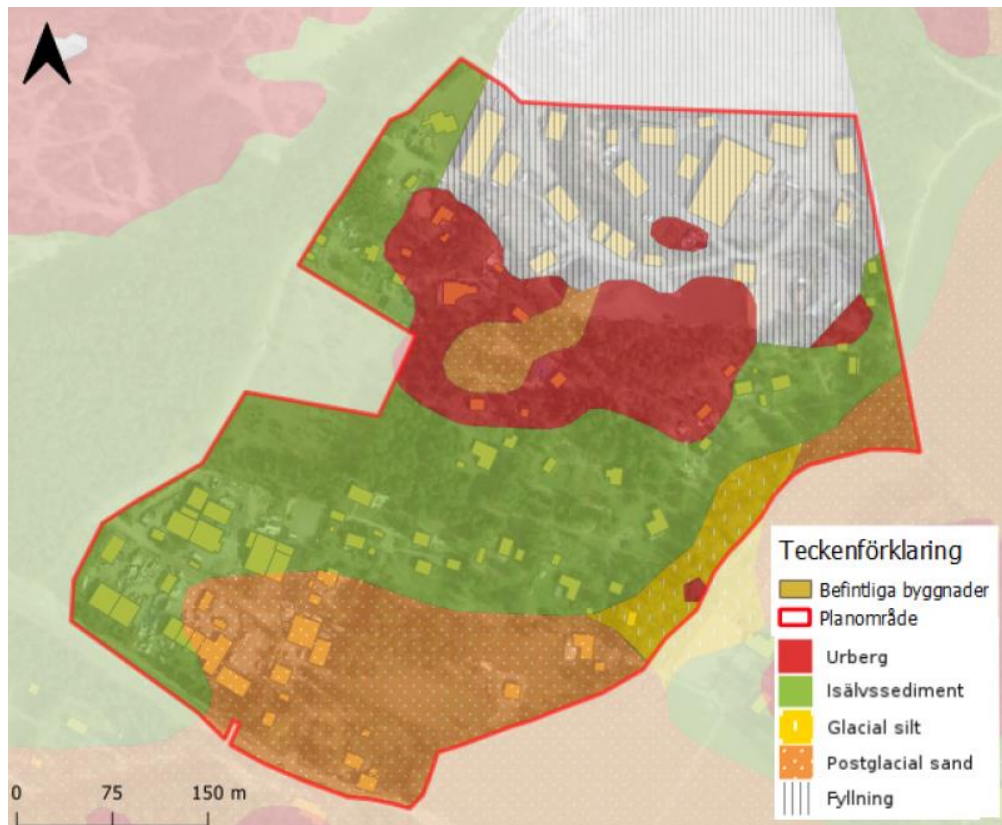 Teckenförklaring
Befintliga byggnader
Planområde
Urberg
Isälvssediment
Glacial silt
Postglacial sand
Fyllning
0 75 150 m